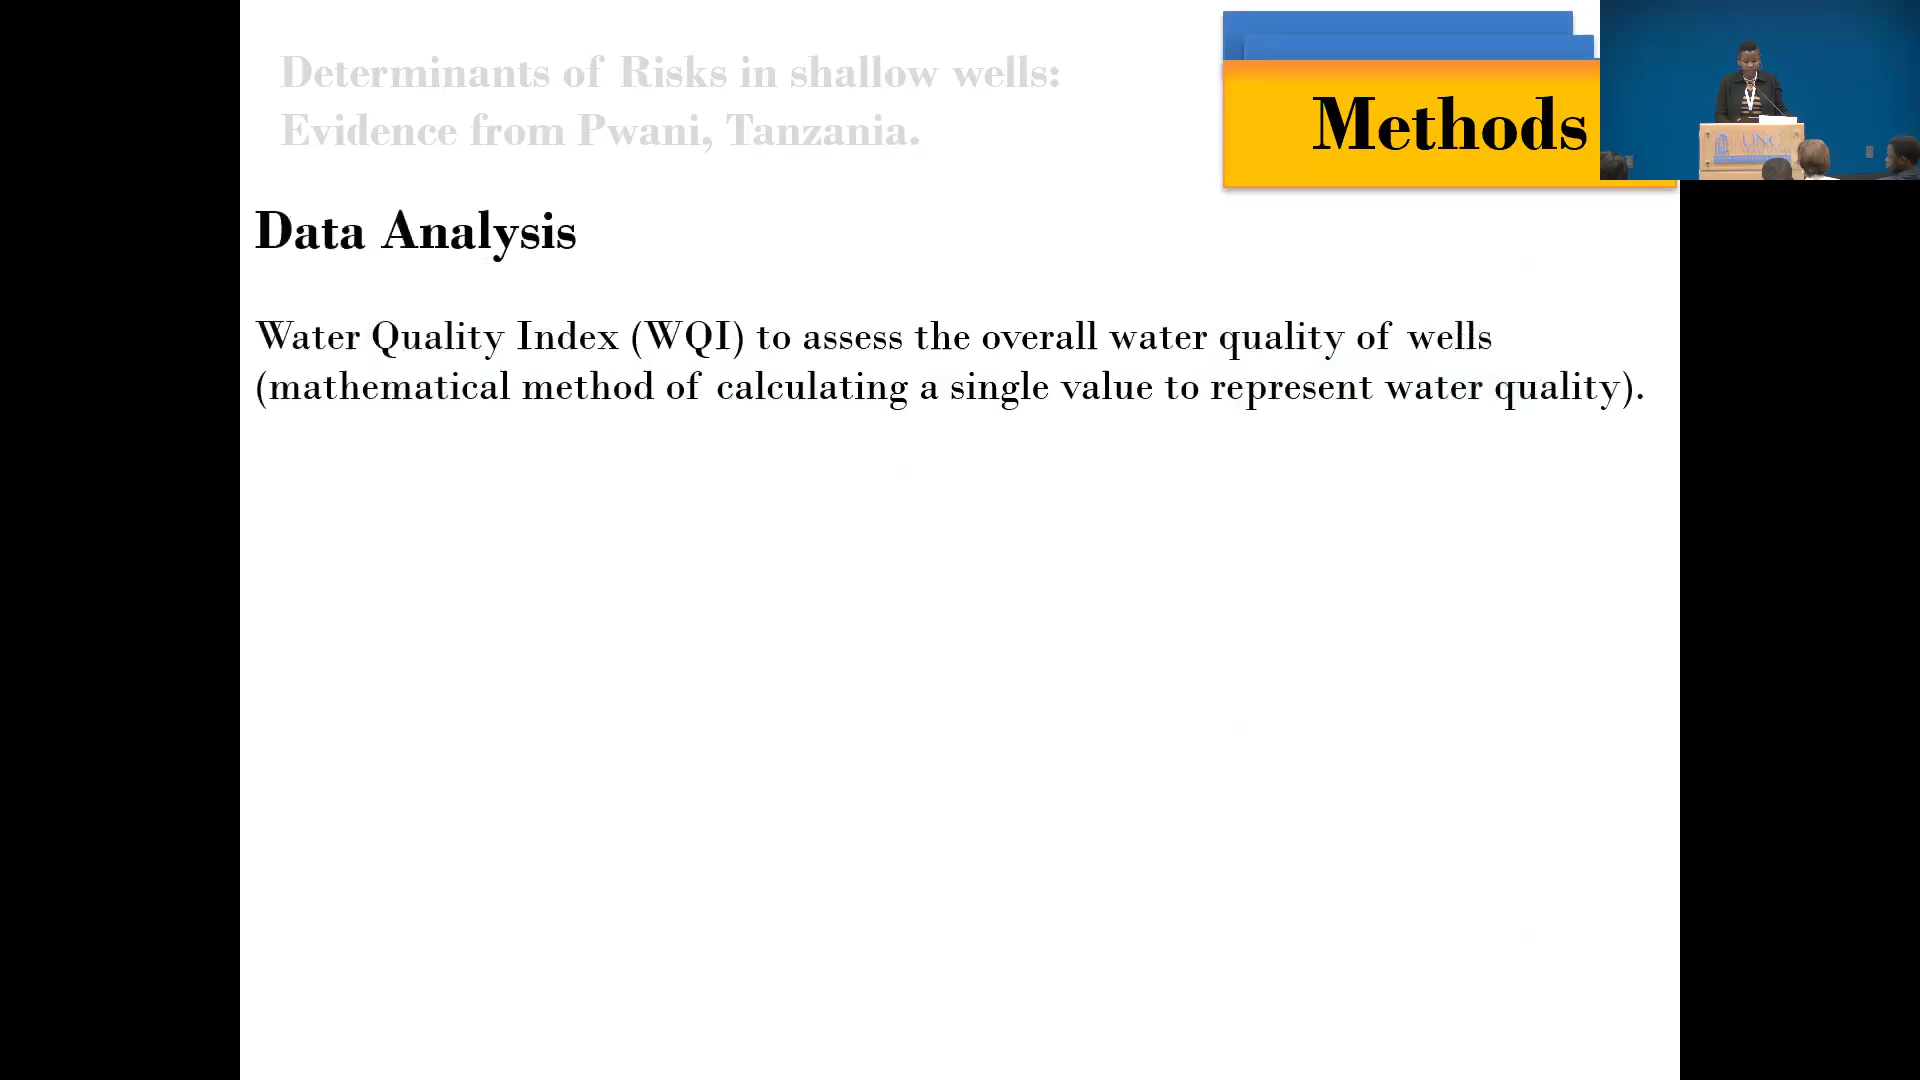 Determinants of Risks in shallow wells:
Evidence from Pwani, Tanzania.
Methods
Data Analysis
Water Quality Index (WQI) to assess the overall water quality of wells
(mathematical method of calculating a single value to represent water quality).
UNC